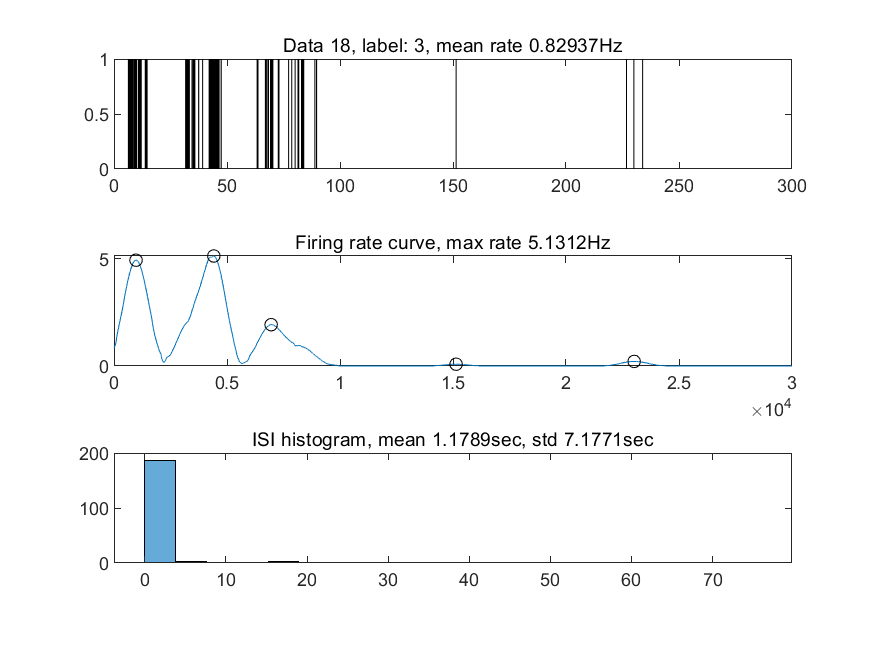 Data 18, label: 3, mean rate 0.82937Hz
1
0.5
0
0 50 100 150 200 250 300
Firing rate curve, max rate 5.1312Hz
5
0
0 0.5 1 1.5 2 2.5 3
×10^4
ISI histogram, mean 1.1789sec, std 7.1771sec
200
100
0
0 10 20 30 40 50 60 70